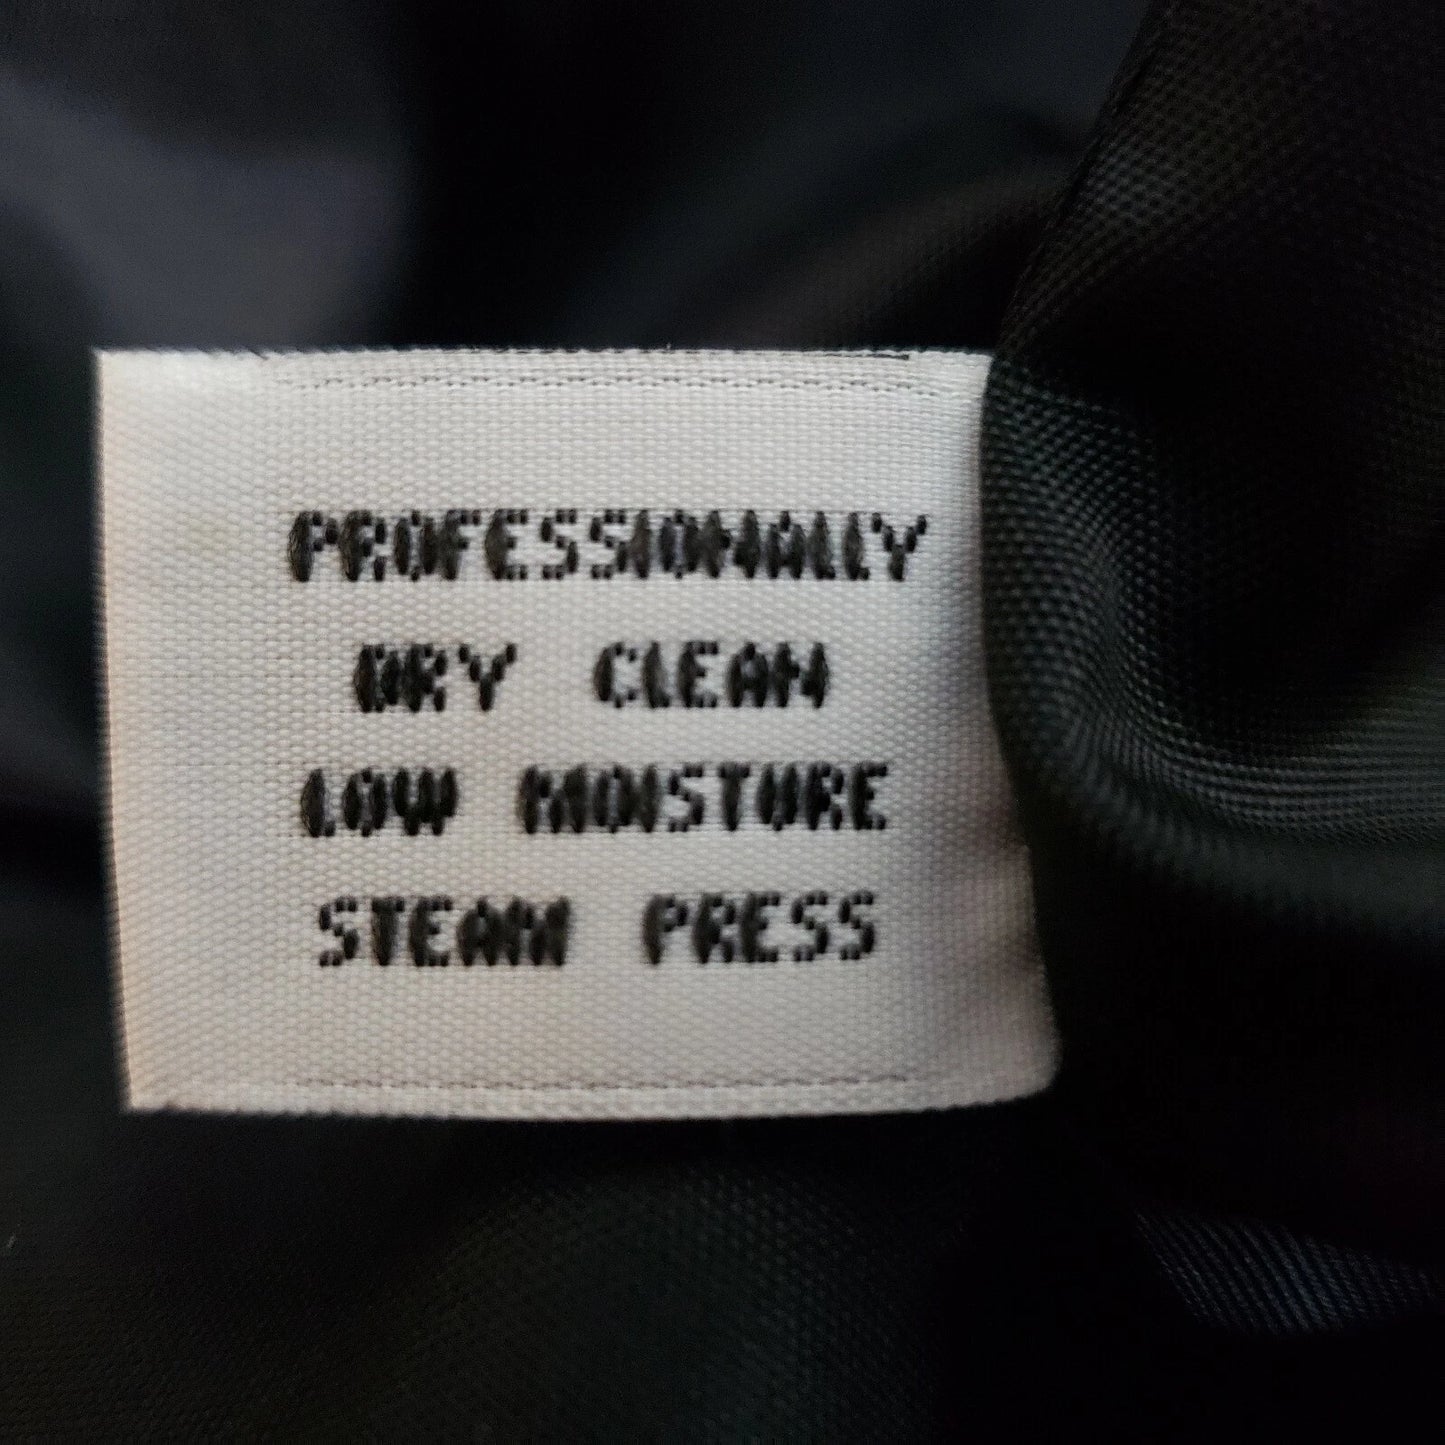 PROFESSIONALLY
DRY CLEAN
LOW MOISTURE
STEAM PRESS